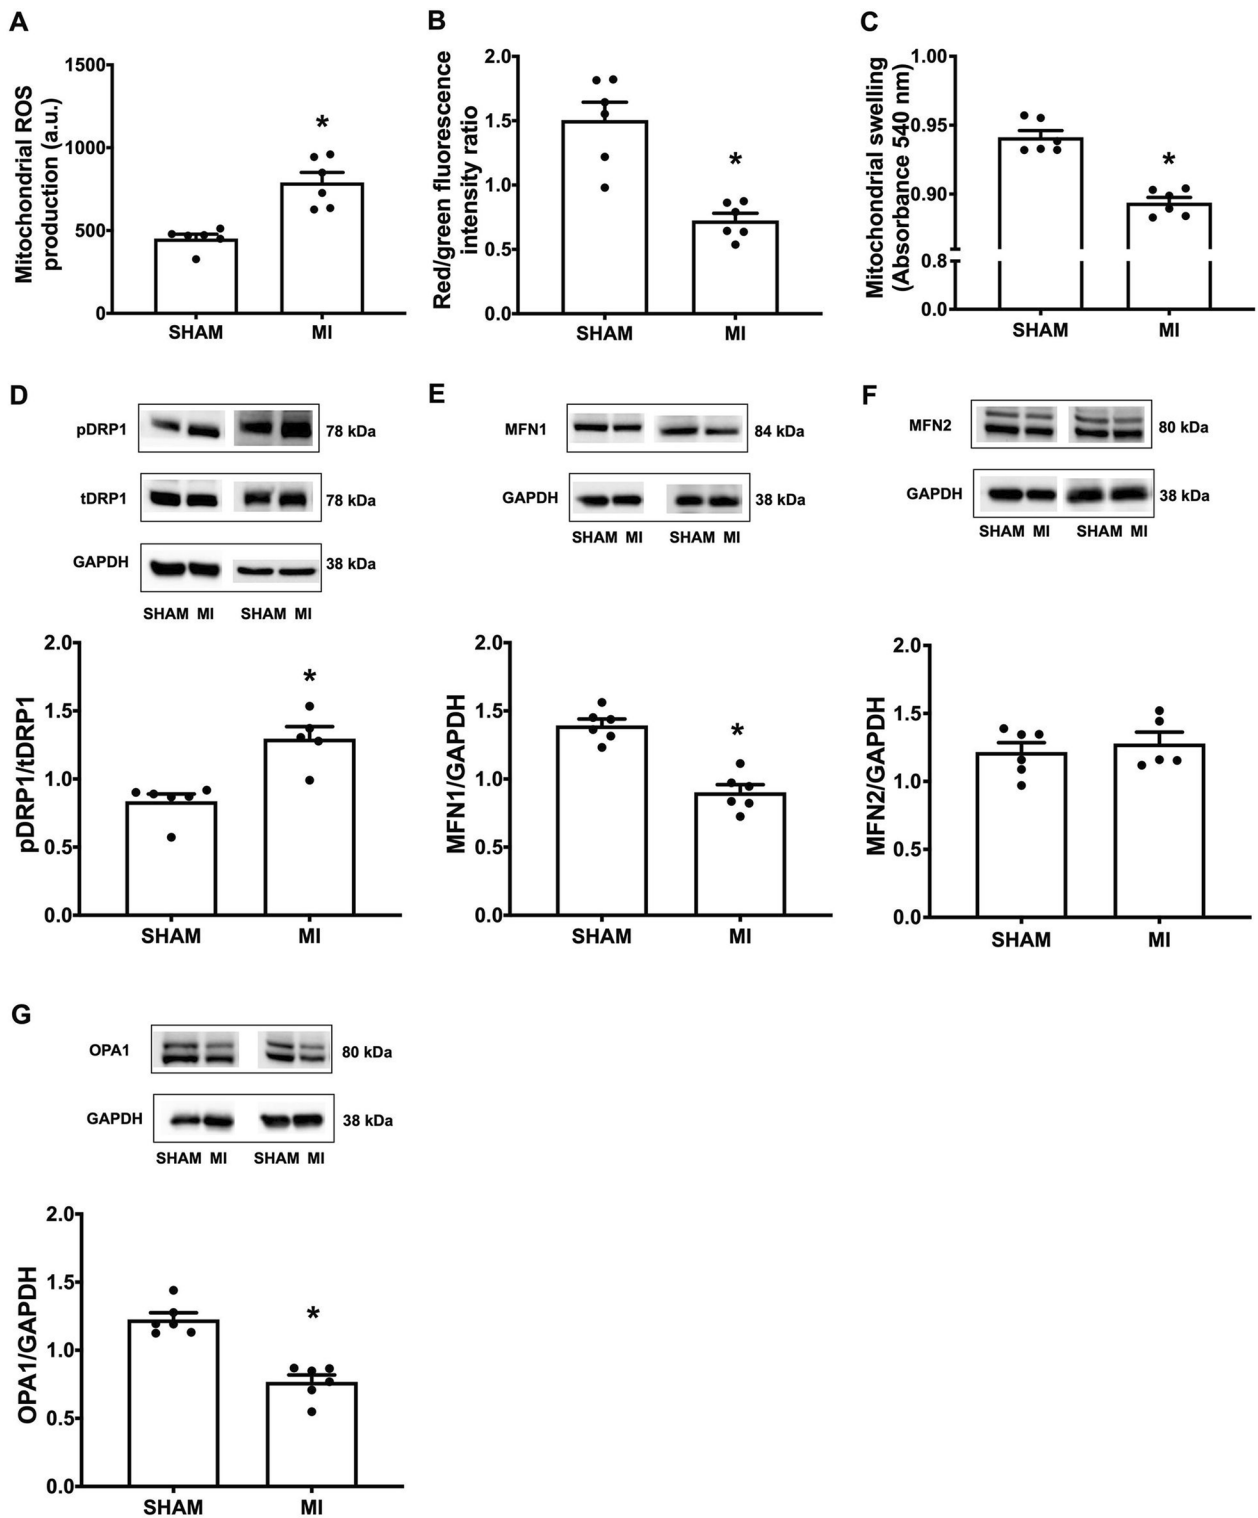 A
Mitochondrial ROS
production (a.u.)
1500
1000
500
0
*
SHAM MI
B
Red/green fluorescence
intensity ratio
2.0
1.5
1.0
0.5
0.0
*
SHAM MI
C
Mitochondrial swelling
(Absorbance 540 nm)
1.00
0.95
0.90
0.8
0.0
*
SHAM MI
D
pDRP1 78 kDa
tDRP1 78 kDa
GAPDH 38 kDa
SHAM MI SHAM MI
pDRP1/tDRP1
2.0
1.5
1.0
0.5
0.0
*
SHAM MI
E
MFN1 84 kDa
GAPDH 38 kDa
SHAM MI SHAM MI
MFN1/GAPDH
2.0
1.5
1.0
0.5
0.0
*
SHAM MI
F
MFN2 80 kDa
GAPDH 38 kDa
SHAM MI SHAM MI
MFN2/GAPDH
2.0
1.5
1.0
0.5
0.0
SHAM MI
G
OPA1 80 kDa
GAPDH 38 kDa
SHAM MI SHAM MI
OPA1/GAPDH
2.0
1.5
1.0
0.5
0.0
*
SHAM MI